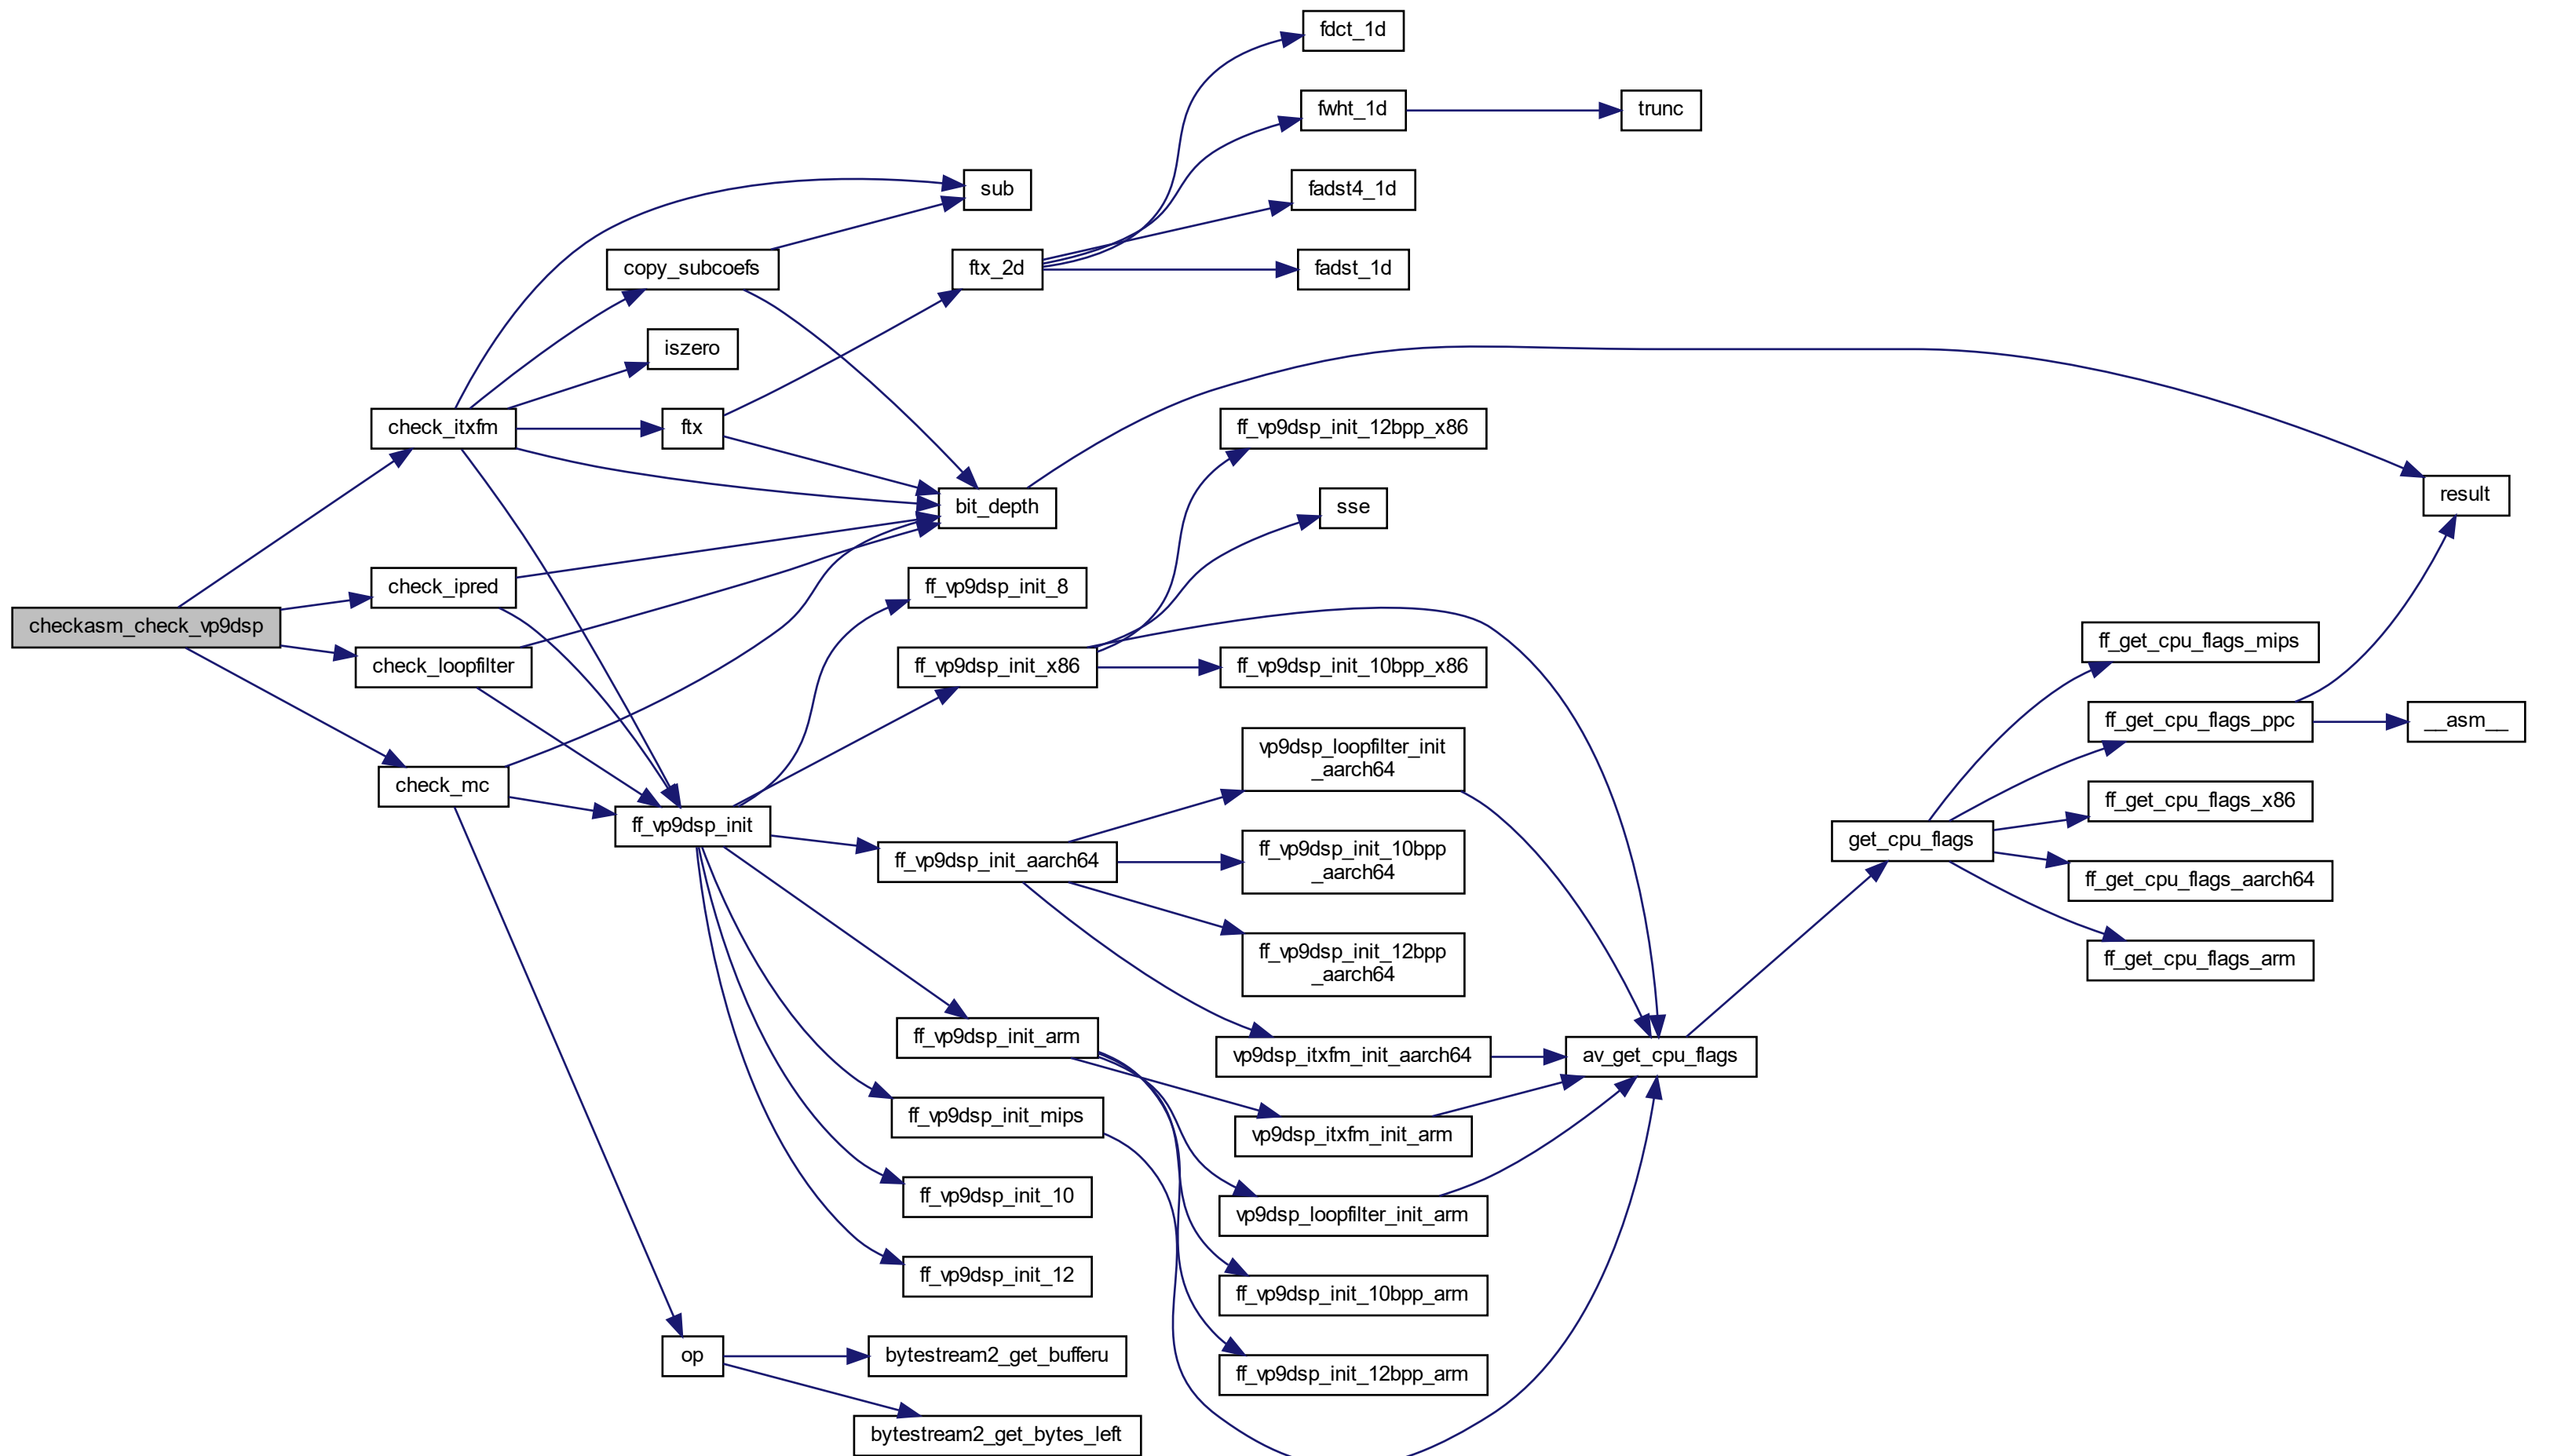 fdct_1d
fwht_1d
trunc
sub
fadst4_1d
copy_subcoefs
ftx_2d
fadst_1d
iszero
check_itxfm
ftx
ff_vp9dsp_init_12bpp_x86
bit_depth
sse
result
check_ipred
ff_vp9dsp_init_8
checkasm_check_vp9dsp
check_loopfilter
ff_vp9dsp_init_x86
ff_vp9dsp_init_10bpp_x86
ff_get_cpu_flags_mips
ff_get_cpu_flags_ppc
__asm__
vp9dsp_loopfilter_init
_aarch64
check_mc
ff_get_cpu_flags_x86
ff_vp9dsp_init
get_cpu_flags
ff_vp9dsp_init_aarch64
ff_vp9dsp_init_10bpp
_aarch64
ff_get_cpu_flags_aarch64
ff_vp9dsp_init_12bpp
_aarch64
ff_get_cpu_flags_arm
ff_vp9dsp_init_arm
vp9dsp_itxfm_init_aarch64
av_get_cpu_flags
ff_vp9dsp_init_mips
vp9dsp_itxfm_init_arm
ff_vp9dsp_init_10
vp9dsp_loopfilter_init_arm
ff_vp9dsp_init_12
ff_vp9dsp_init_10bpp_arm
op
bytestream2_get_bufferu
ff_vp9dsp_init_12bpp_arm
bytestream2_get_bytes_left